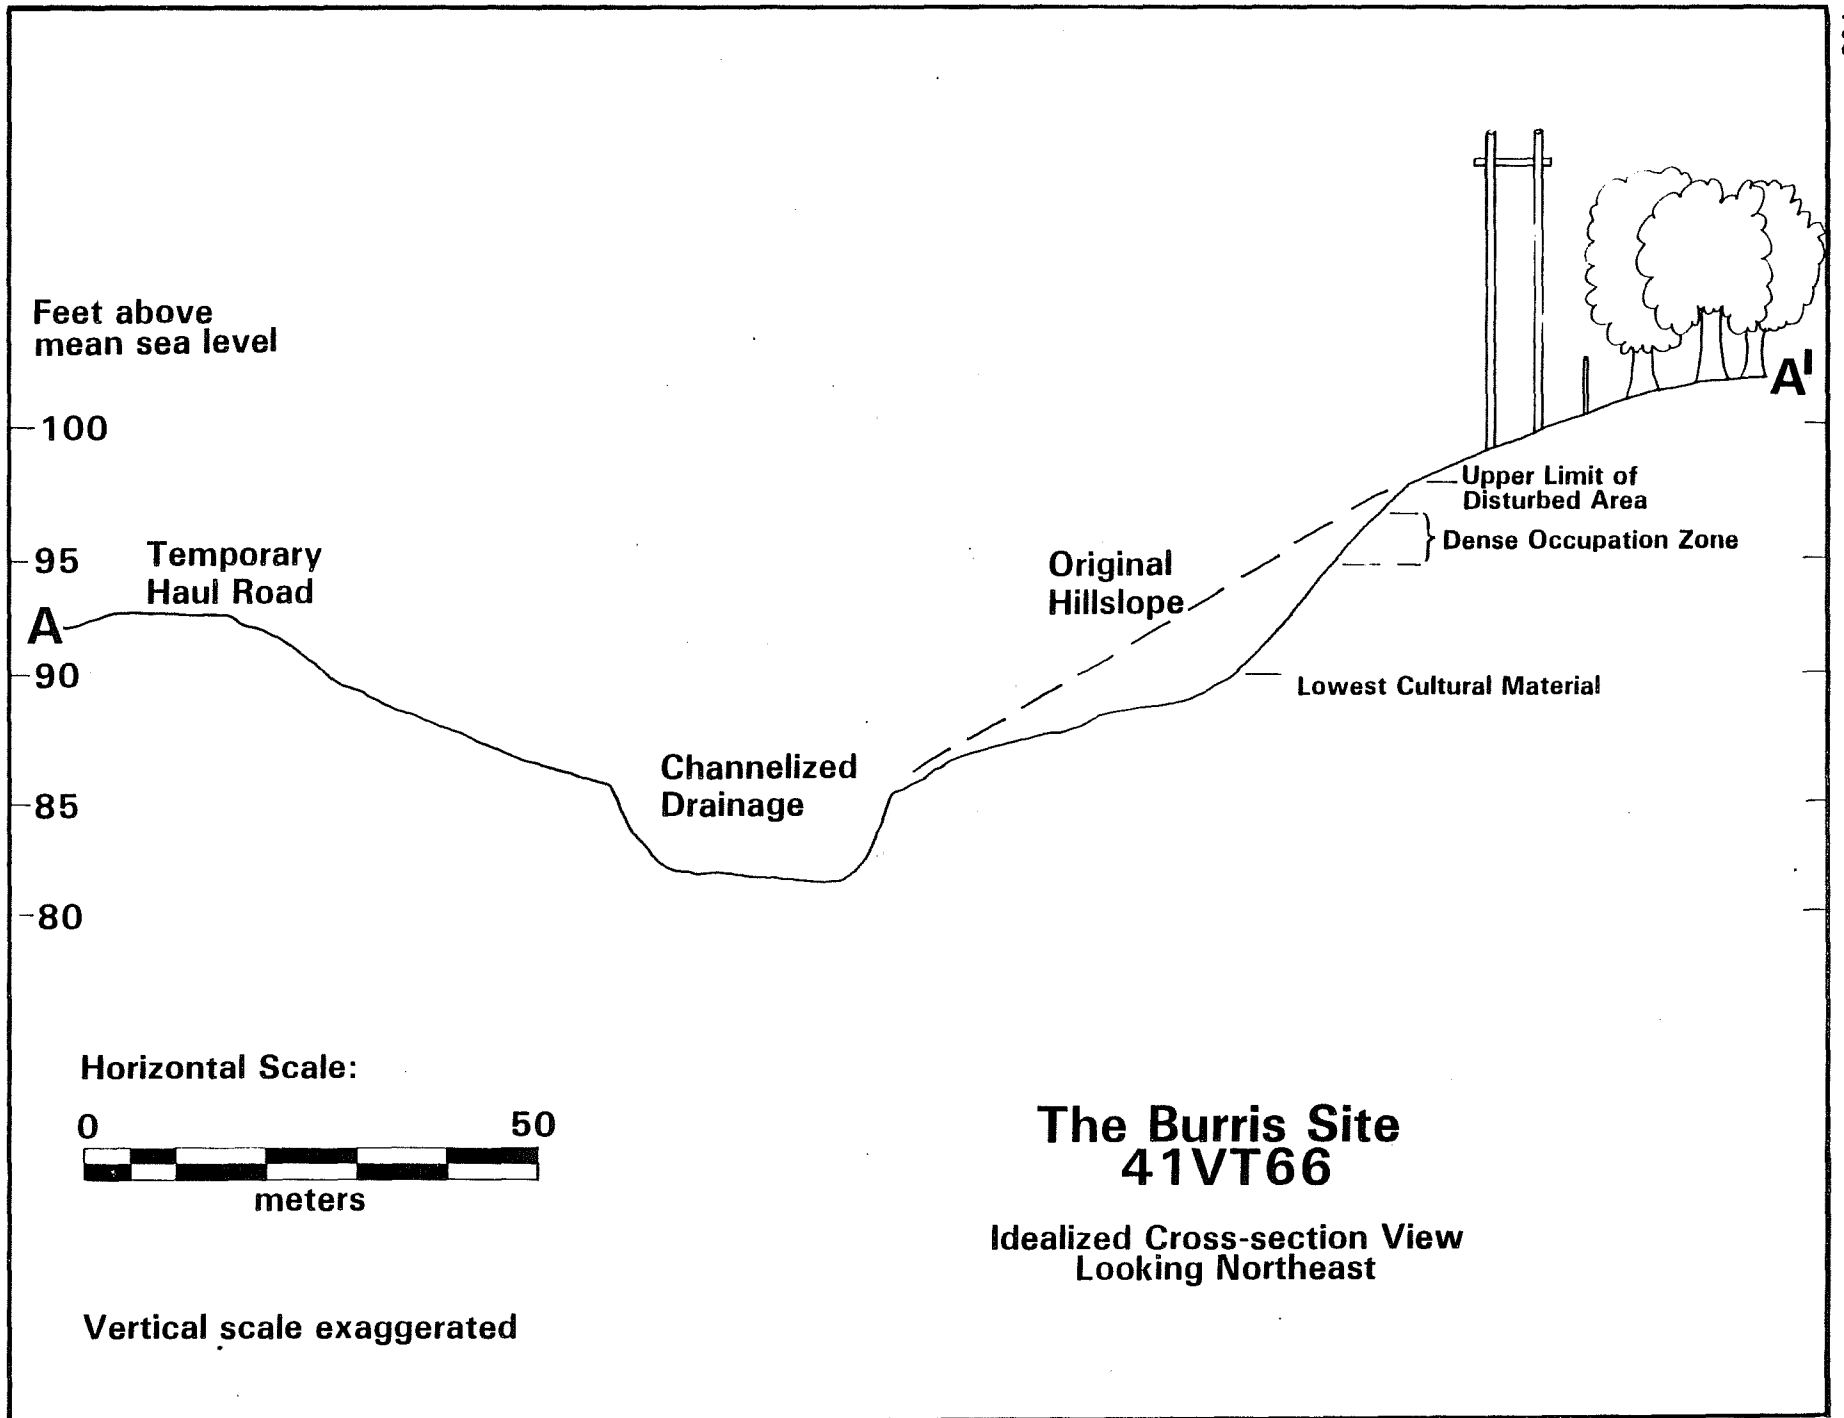 Feet above
mean sea level
100
95
90
85
80
A
Temporary
Haul Road
Channelized
Drainage
Original
Hillslope
A'
Upper Limit of
Disturbed Area
Dense Occupation Zone
Lowest Cultural Material
Horizontal Scale:
0 50
meters
Vertical scale exaggerated
The Burris Site
41VT66
Idealized Cross-section View
Looking Northeast